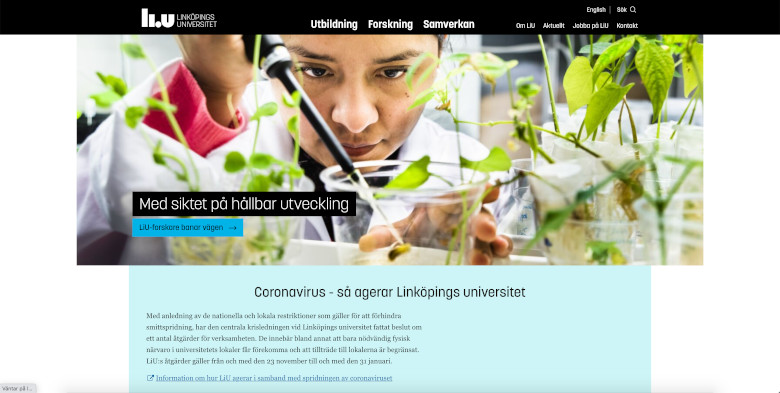 LINKÖPINGS
UNIVERSITET
English | Sök
Utbildning Forskning Samverkan
Om LiU Aktuellt Jobba på LiU Kontakt
Med siktet på hållbar utveckling
LiU-forskare banar vägen →
Coronavirus - så agerar Linköpings universitet
Med anledning av de nationella och lokala restriktioner som gäller för att förhindra
smittspridning, har den centrala krisledningen vid Linköpings universitet fattat beslut om
ett antal åtgärder för verksamheten. De innebär bland annat att bara nödvändig fysisk
närvaro i universitetets lokaler får förekomma och att tillträde till lokalerna är begränsat.
LiU:s åtgärder gäller från och med den 23 november till och med den 31 januari.
Information om hur LiU agerar i samband med spridningen av coronaviruset
Väntar på l...